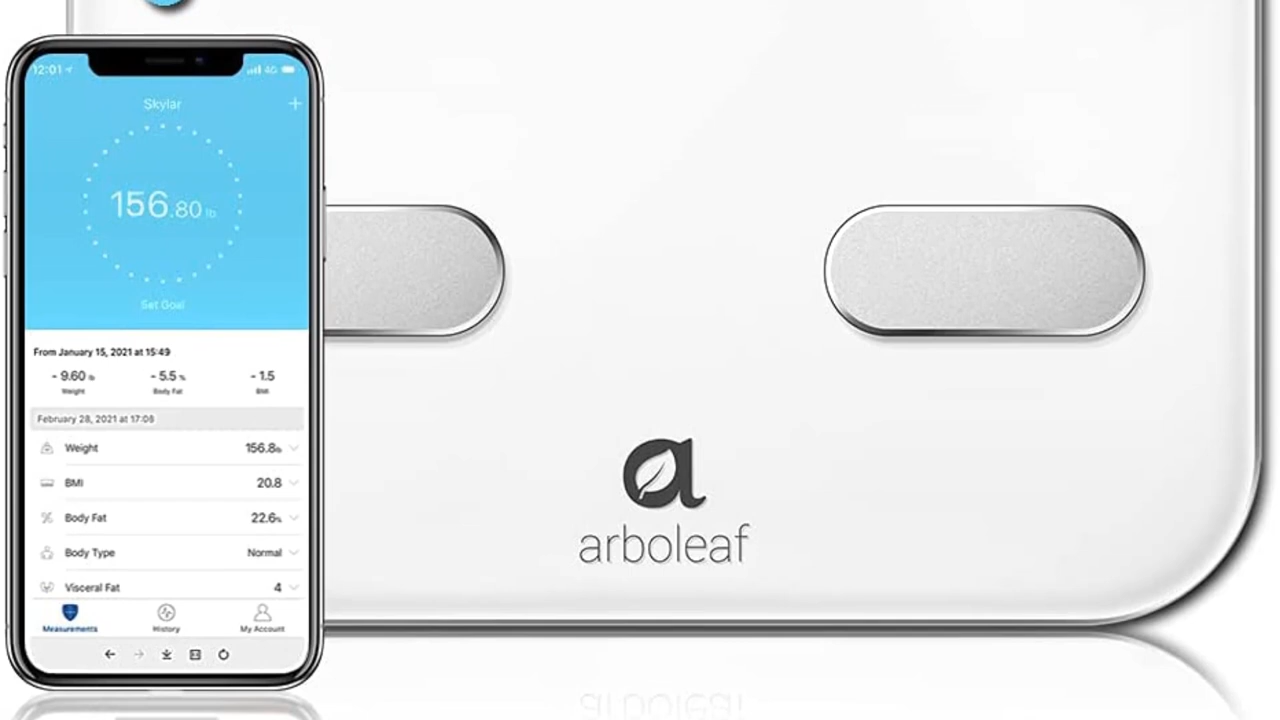 12:01
4G
Skylar
+
156.80 lb
Set Goal
From January 15, 2021 at 15:49
- 9.60 lb
- 5.5 %
- 1.5
Weight
Body Fat
BMI
February 28, 2021 at 17:08
Weight 156.8lb
BMI 20.8
Body Fat 22.6%
Body Type Normal
Visceral Fat 4
Measurements
History
My Account
a
arboleaf
arboleaf